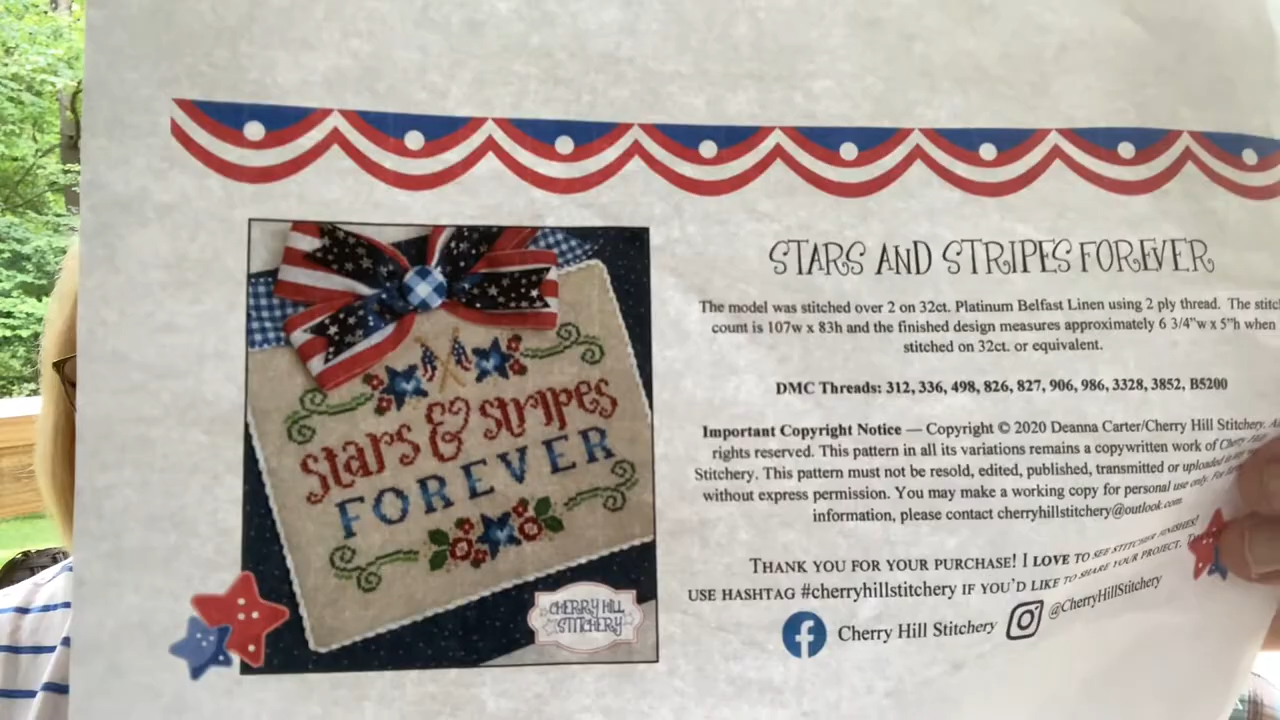 STARS AND STRIPES FOREVER
The model was stitched over 2 on 32ct. Platinum Belfast Linen using 2 ply thread. The
count is 107w x 83h and the finished design measures approximately 6 3/4"w x 5"h when
stitched on 32ct. or equivalent.
DMC Threads: 312, 336, 498, 826, 827, 906, 986, 3328, 3852, B5200
Important Copyright Notice — Copyright © 2020 Deanna Carter/Cherry Hill Stitchery.
rights reserved. This pattern in all its variations remains a copywritten work of Cherry
Stitchery. This pattern must not be resold, edited, published, transmitted or uploaded
without express permission. You may make a working copy for personal use only. For
information, please contact cherryhillstitchery@outlook.com
THANK YOU FOR YOUR PURCHASE! I LOVE TO SEE STITCHER FINISHES!
USE HASHTAG #cherryhillstitchery IF YOU'D LIKE TO SHARE YOUR PROJECT.
f Cherry Hill Stitchery @CherryHillStitchery
stars & stripes
FOREVER
CHERRY HILL
STITCHERY